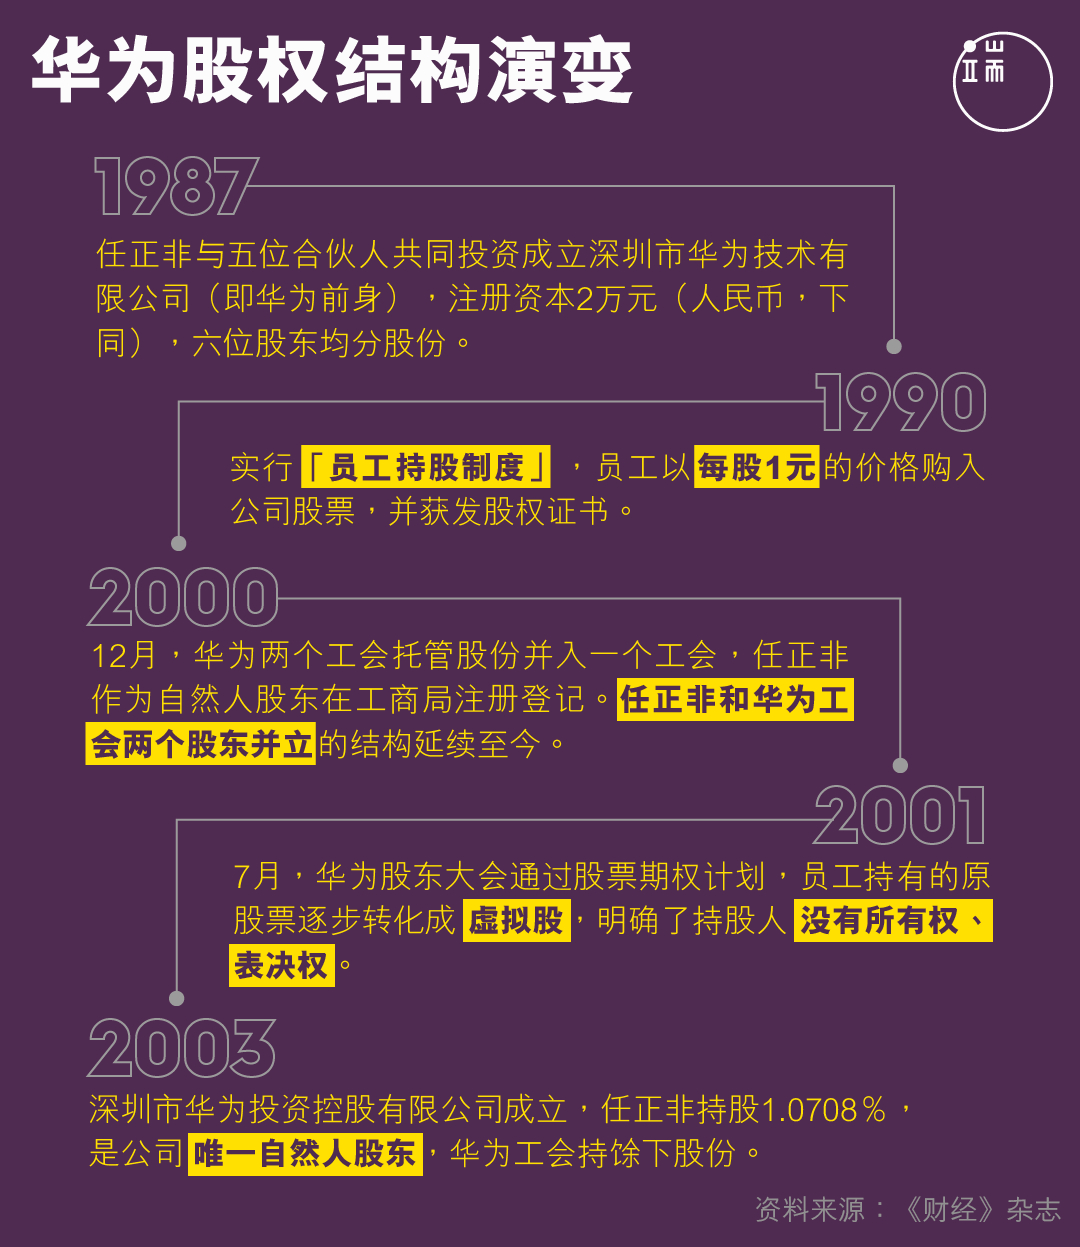 华为股权结构演变
端
1987
任正非与五位合伙人共同投资成立深圳市华为技术有
限公司（即华为前身），注册资本2万元（人民币，下
同），六位股东均分股份。
1990
实行「员工持股制度」，员工以每股1元的价格购入
公司股票，并获发股权证书。
2000
12月，华为两个工会托管股份并入一个工会，任正非
作为自然人股东在工商局注册登记。任正非和华为工
会两个股东并立的结构延续至今。
2001
7月，华为股东大会通过股票期权计划，员工持有的原
股票逐步转化成 虚拟股，明确了持股人 没有所有权、
表决权。
2003
深圳市华为投资控股有限公司成立，任正非持股1.0708％，
是公司 唯一自然人股东，华为工会持馀下股份。
资料来源：《财经》杂志